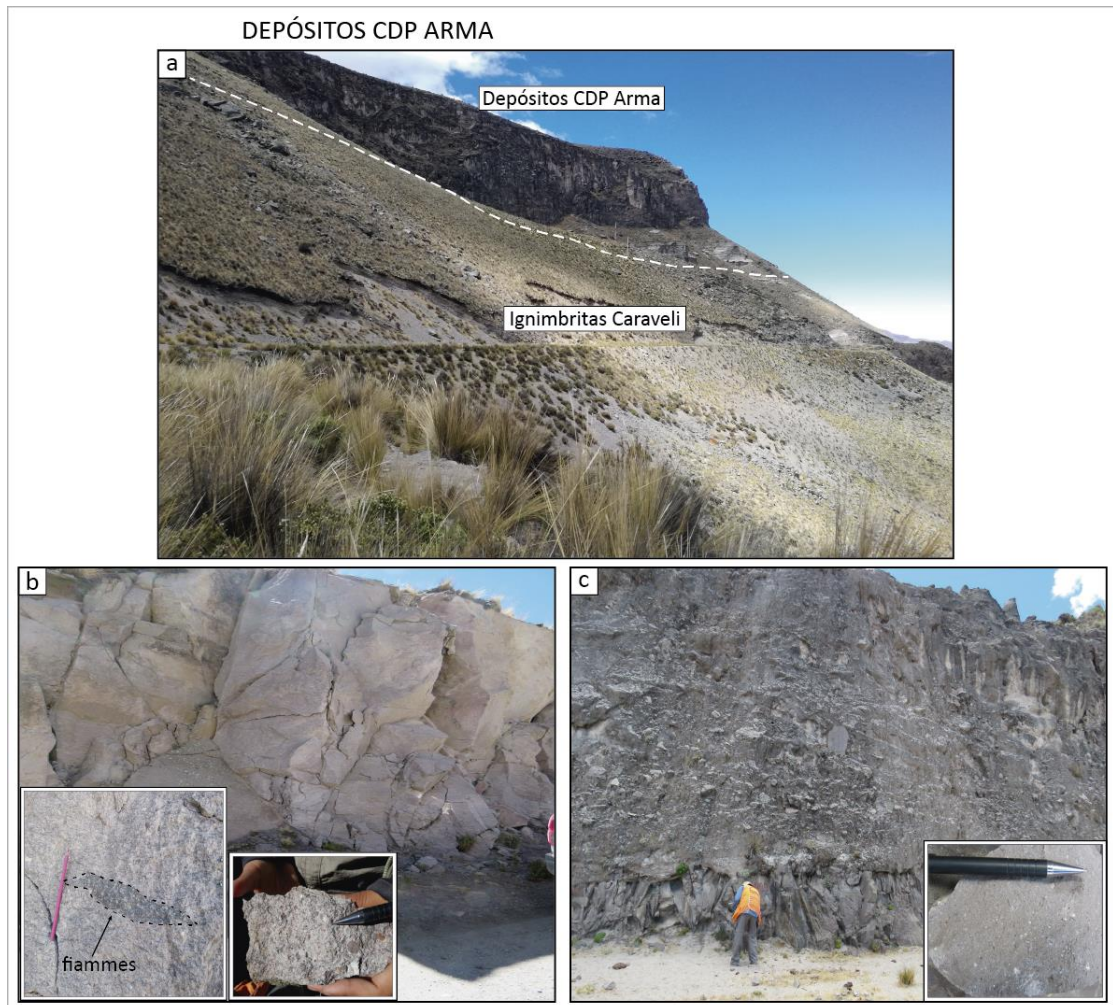 DEPÓSITOS CDP ARMA
a
Depósitos CDP Arma
Ignimbritas Caraveli
b
fiammes
c